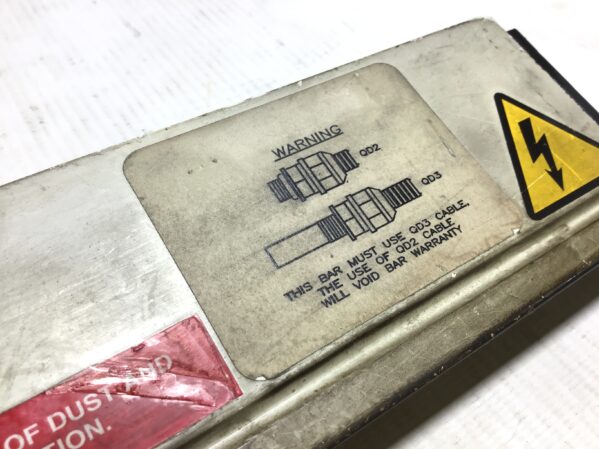 WARNING
QD2
QD3
THIS BAR MUST USE QD3 CABLE.
THE USE OF QD2 CABLE
WILL VOID BAR WARRANTY
OF DUST AND
TION.